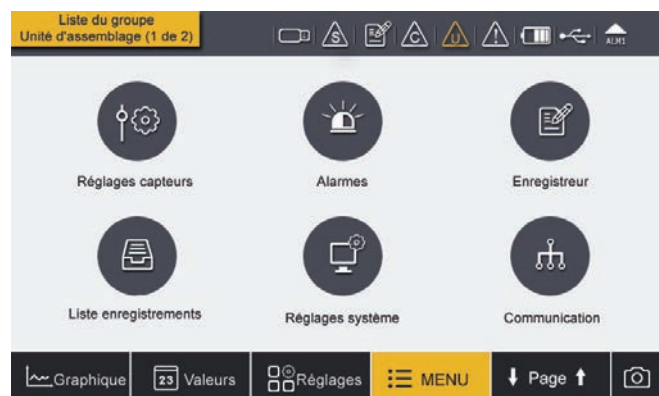 Liste du groupe
Unité d'assemblage (1 de 2)
S
C
U
ALM1
Réglages capteurs
Alarmes
Enregistreur
Liste enregistrements
Réglages système
Communication
Graphique
23 Valeurs
Réglages
MENU
Page